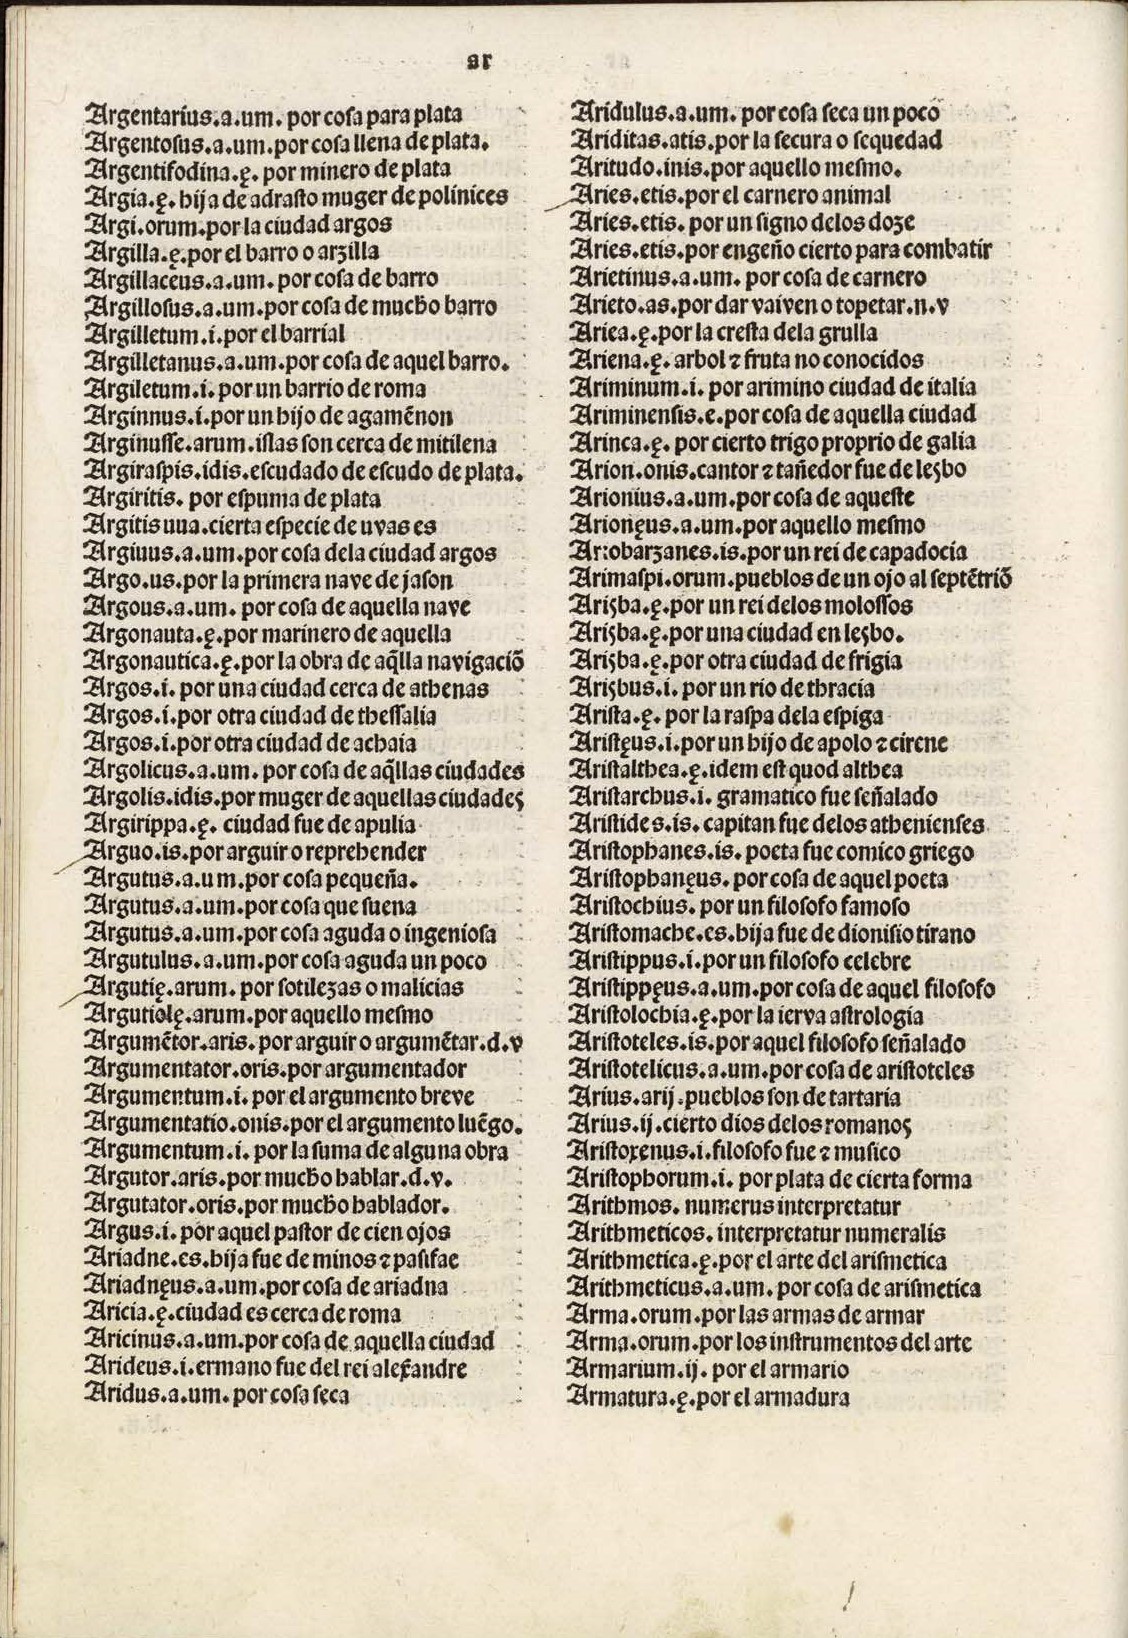 ar
Argentarius.a.um. por cosa para plata
Argentosus.a.um.por cosa llena de plata.
Argentifodina.ę. por minero de plata
Argia.ę. hija de adrasto muger de polinices
Argi.orum.por la ciudad argos
Argilla.ę.por el barro o arzilla
Argillaceus.a.um. por cosa de barro
Argillosus.a.um.por cosa de mucho barro
Argilletum.i.por el barrial
Argilletanus.a.um.por cosa de aquel barro.
Argiletum.i. por un barrio de roma
Arginnus.i.por un hijo de agamẽnon
Arginusse.arum.islas son cerca de mitilena
Argiraspis.idis.escudado de escudo de plata.
Argiritis. por espuma de plata
Argitis uua.cierta especie de uvas es
Argiuus.a.um.por cosa dela ciudad argos
Argo.us.por la primera nave de jason
Argous.a.um. por cosa de aquella nave
Argonauta.ę.por marinero de aquella
Argonautica.ę.por la obra de aq̃lla navigaciõ
Argos.i. por una ciudad cerca de athenas
Argos.i.por otra ciudad de thessalia
Argos.i.por otra ciudad de achaia
Argolicus.a.um. por cosa de aq̃llas ciudades
Argolis.idis.por muger de aquellas ciudades
Argirippa.ę. ciudad fue de apulia
Arguo.is.por arguir o reprehender
Argutus.a.um.por cosa pequeña.
Argutus.a.um.por cosa que suena
Argutus.a.um.por cosa aguda o ingeniosa
Argutulus.a.um.por cosa aguda un poco
Argutię.arum. por sotilezas o malicias
Argutiolę.arum.por aquello mesmo
Argumẽtor.aris.por arguir o argumẽtar.d.v
Argumentator.oris.por argumentador
Argumentum.i. por el argumento breve
Argumentatio.onis.por el argumento luẽgo.
Argumentum.i. por la suma de alguna obra
Argutor.aris.por mucho hablar.d.v.
Argutator.oris.por mucho hablador.
Argus.i. por aquel pastor de cien ojos
Ariadne.es.hija fue de minos ⁊ pasifae
Ariadnęus.a.um.por cosa de ariadna
Aricia.ę.ciudad es cerca de roma
Aricinus.a.um.por cosa de aquella ciudad
Arideus.i.ermano fue del rei alexandre
Aridus.a.um. por cosa seca
Aridulus.a.um. por cosa seca un poco
Ariditas.atis.por la secura o sequedad
Aritudo.inis.por aquello mesmo.
Aries.etis.por el carnero animal
Aries.etis. por un signo delos doze
Aries.etis.por engeño cierto para combatir
Arietinus.a.um. por cosa de carnero
Arieto.as.por dar vaiven o topetar.n.v
Ariea.ę.por la cresta dela grulla
Ariena.ę. arbol ⁊ fruta no conocidos
Ariminum.i. por arimino ciudad de italia
Ariminensis.e.por cosa de aquella ciudad
Arinca.ę. por cierto trigo proprio de galia
Arion.onis.cantor ⁊ tañedor fue de lesbo
Arionius.a.um.por cosa de aqueste
Arionęus.a.um.por aquello mesmo
Ariobarzanes.is.por un rei de capadocia
Arimaspi.orum.pueblos de un ojo al septẽtriõ
Arisba.ę.por un rei delos molossos
Arisba.ę.por una ciudad en lesbo.
Arisba.ę.por otra ciudad de frigia
Arisbus.i. por un rio de thracia
Arista.ę. por la raspa dela espiga
Aristęus.i.por un hijo de apolo ⁊ cirene
Aristalthea.ę.idem est quod althea
Aristarchus.i. gramatico fue señalado
Aristides.is. capitan fue delos athenienses
Aristophanes.is. poeta fue comico griego
Aristophanęus. por cosa de aquel poeta
Aristochius. por un filosofo famoso
Aristomache.es.hija fue de dionisio tirano
Aristippus.i.por un filosofo celebre
Aristippęus.a.um.por cosa de aquel filosofo
Aristolochia.ę.por la ierva astrologia
Aristoteles.is.por aquel filosofo señalado
Aristotelicus.a.um.por cosa de aristoteles
Arius.arij.pueblos son de tartaria
Arius.ij.cierto dios delos romanos
Aristoxenus.i.filosofo fue ⁊ musico
Aristophorum.i. por plata de cierta forma
Arithmos. numerus interpretatur
Arithmeticos. interpretatur numeralis
Arithmetica.ę.por el arte del arismetica
Arithmeticus.a.um. por cosa de arismetica
Arma.orum.por las armas de armar
Arma.orum.por los instrumentos del arte
Armarium.ij. por el armario
Armatura.ę.por el armadura